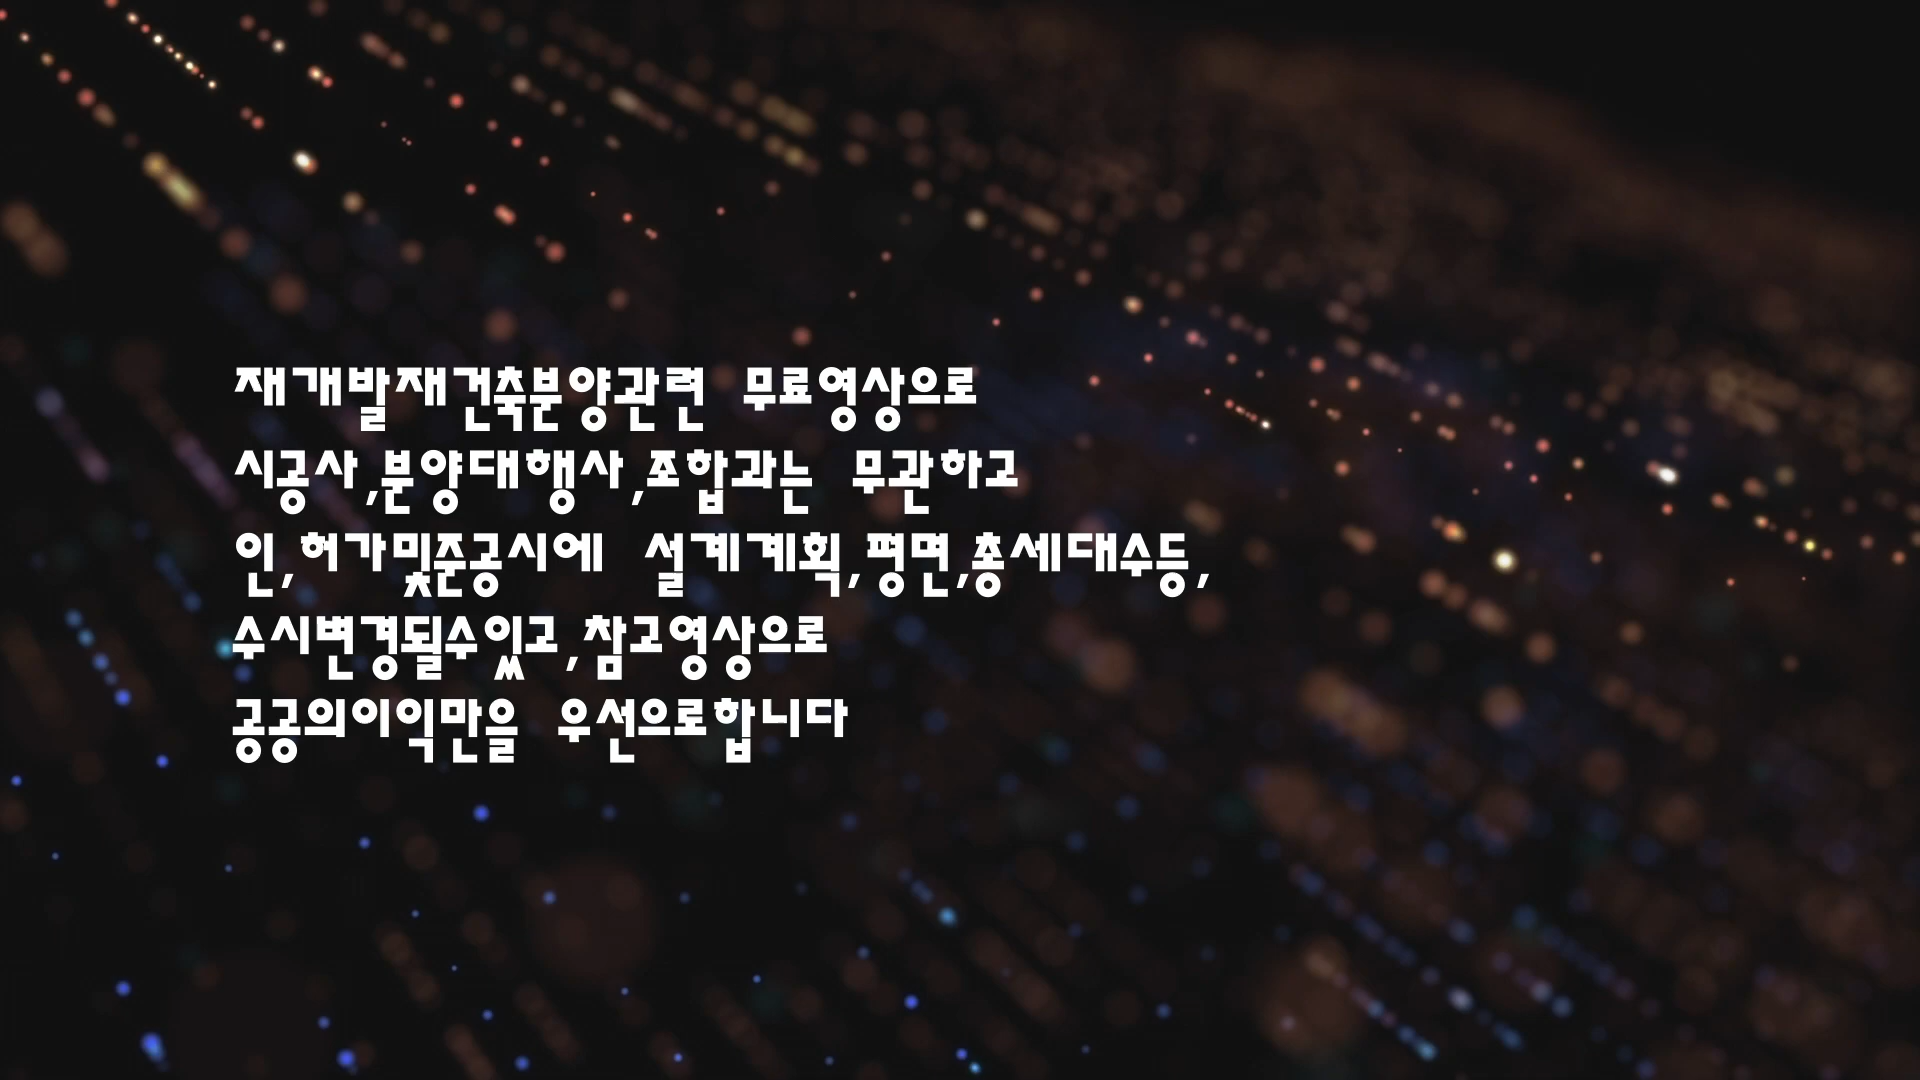 재개발재건축분양관련 무료영상으로
시공사,분양대행사,조합과는 무관하고
인,허가및준공시에 설계계획,평면,총세대수등,
수시변경될수있고,참고영상으로
공공의이익만을 우선으로합니다